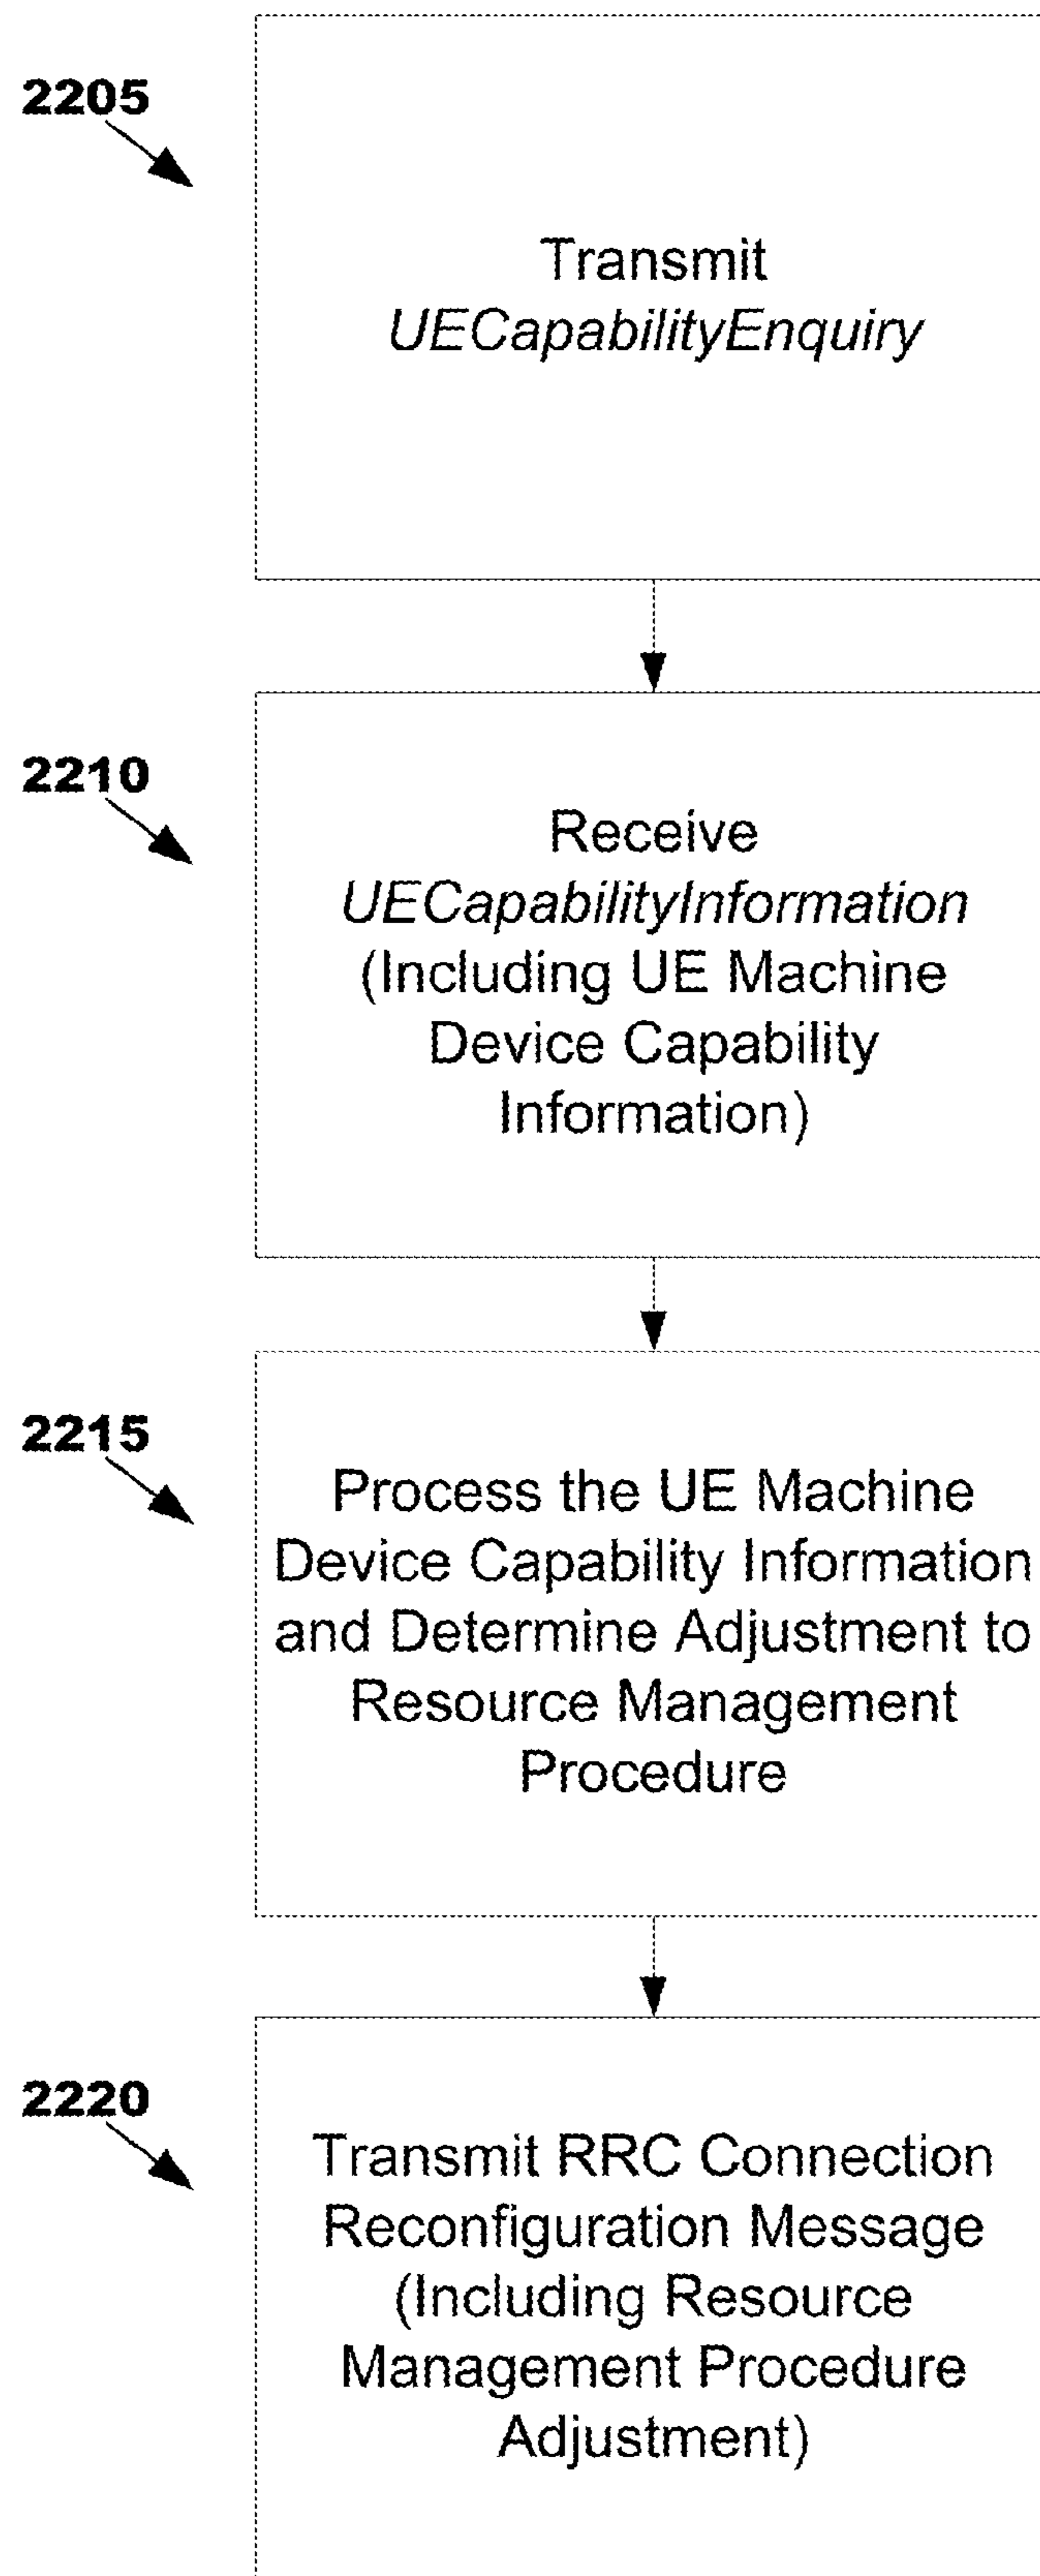 2205
Transmit
UECapabilityEnquiry
2210
Receive
UECapabilityInformation
(Including UE Machine
Device Capability
Information)
2215
Process the UE Machine
Device Capability Information
and Determine Adjustment to
Resource Management
Procedure
2220
Transmit RRC Connection
Reconfiguration Message
(Including Resource
Management Procedure
Adjustment)